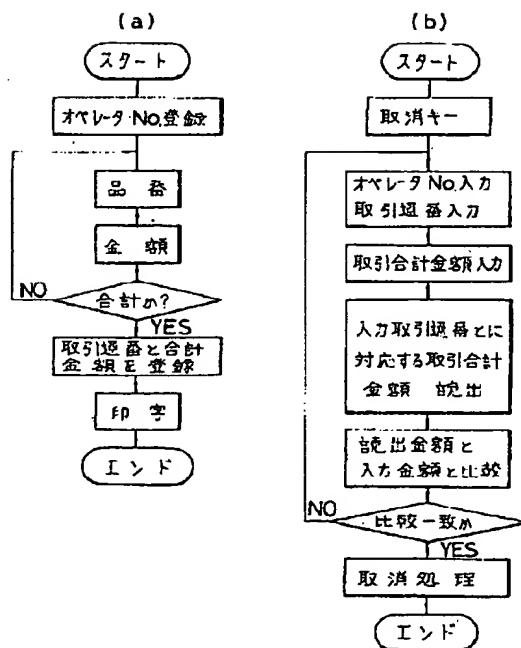 (a)
スタート
オペレータNo.登録
品番
金額
合計か?
NO
YES
取引通番と合計
金額を登録
印字
エンド
(b)
スタート
取消キー
オペレータNo.入力
取引通番入力
取引合計金額入力
入力取引通番とに
対応する取引合計
金額 読出
読出金額と
入力金額と比較
比較一致か
NO
YES
取消処理
エンド